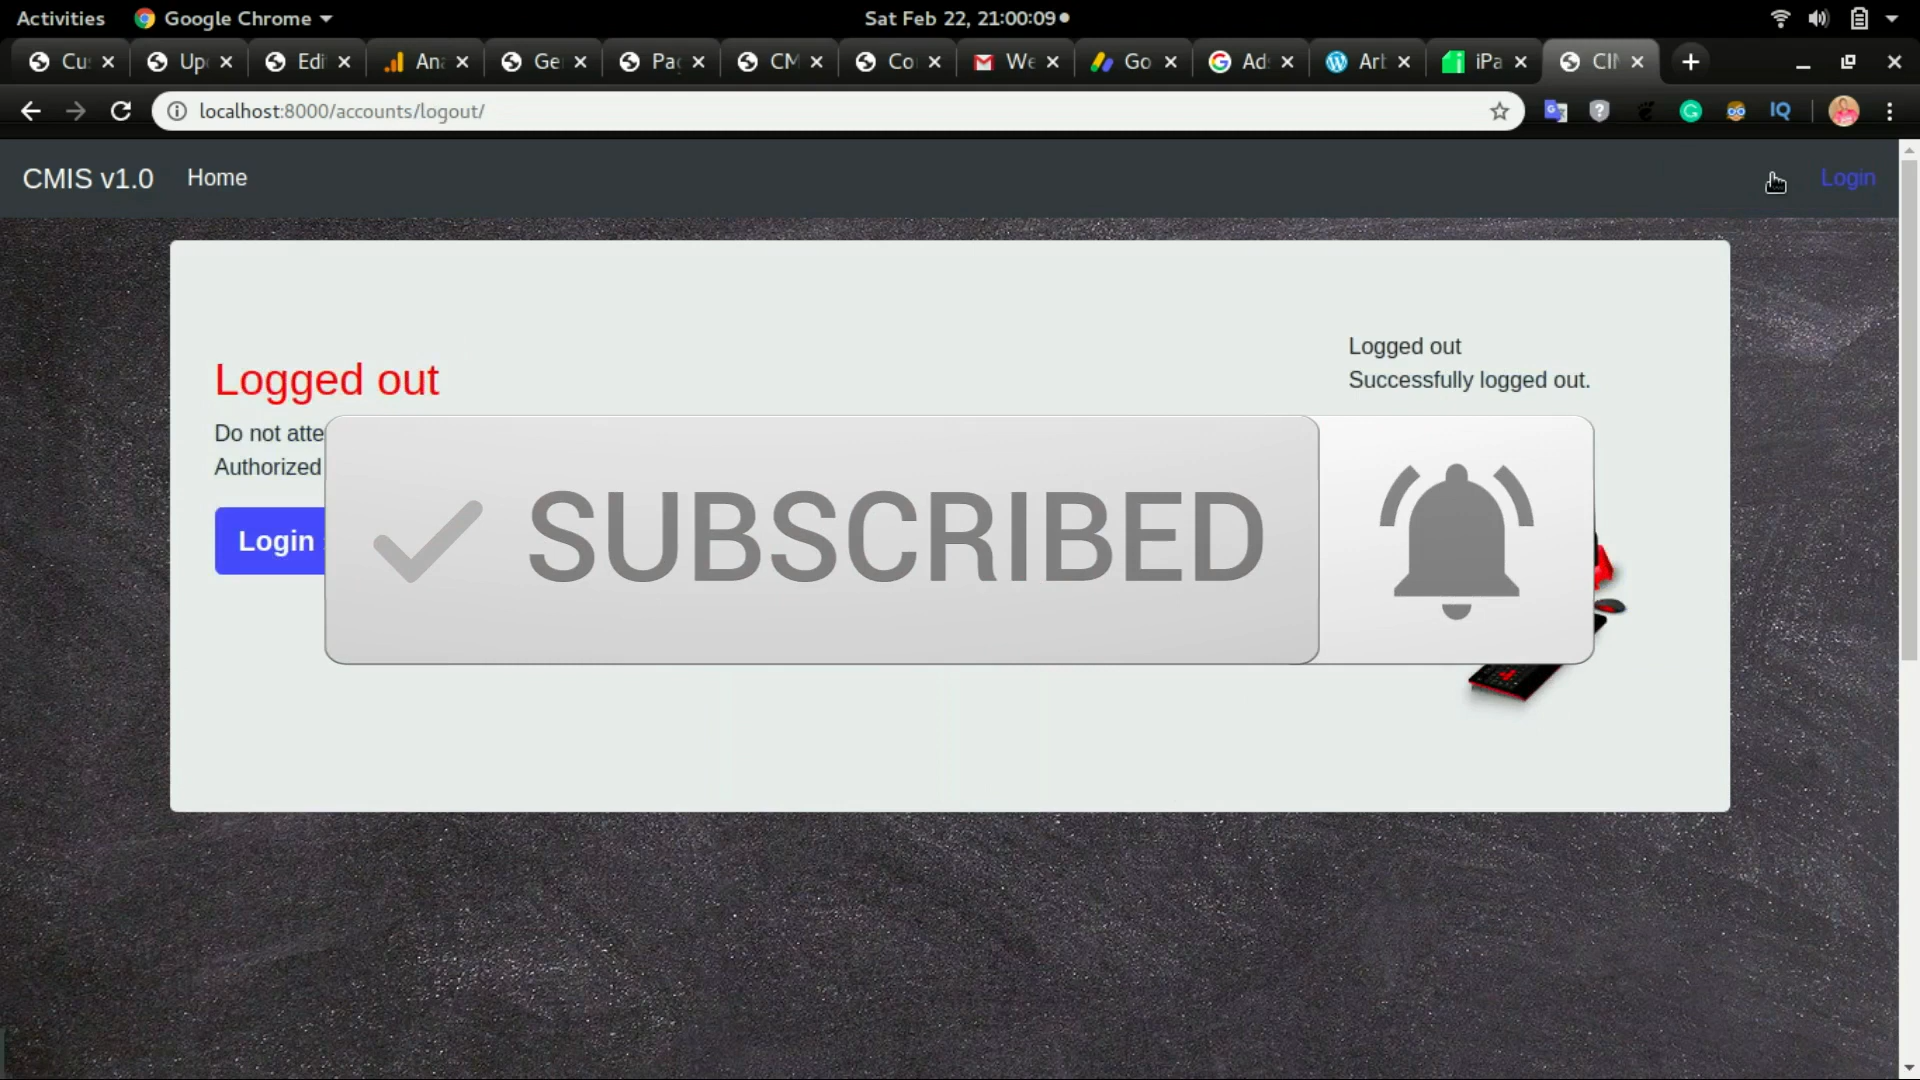 Activities Google Chrome Sat Feb 22, 21:00:09
Cu Up Edi Ana Ge Pa CM Co We Go Ad Art iPa CIM
localhost:8000/accounts/logout/ IQ
CMIS v1.0 Home Login
Logged out
Successfully logged out.
Logged out
Do not atte
Authorized
Login
SUBSCRIBED